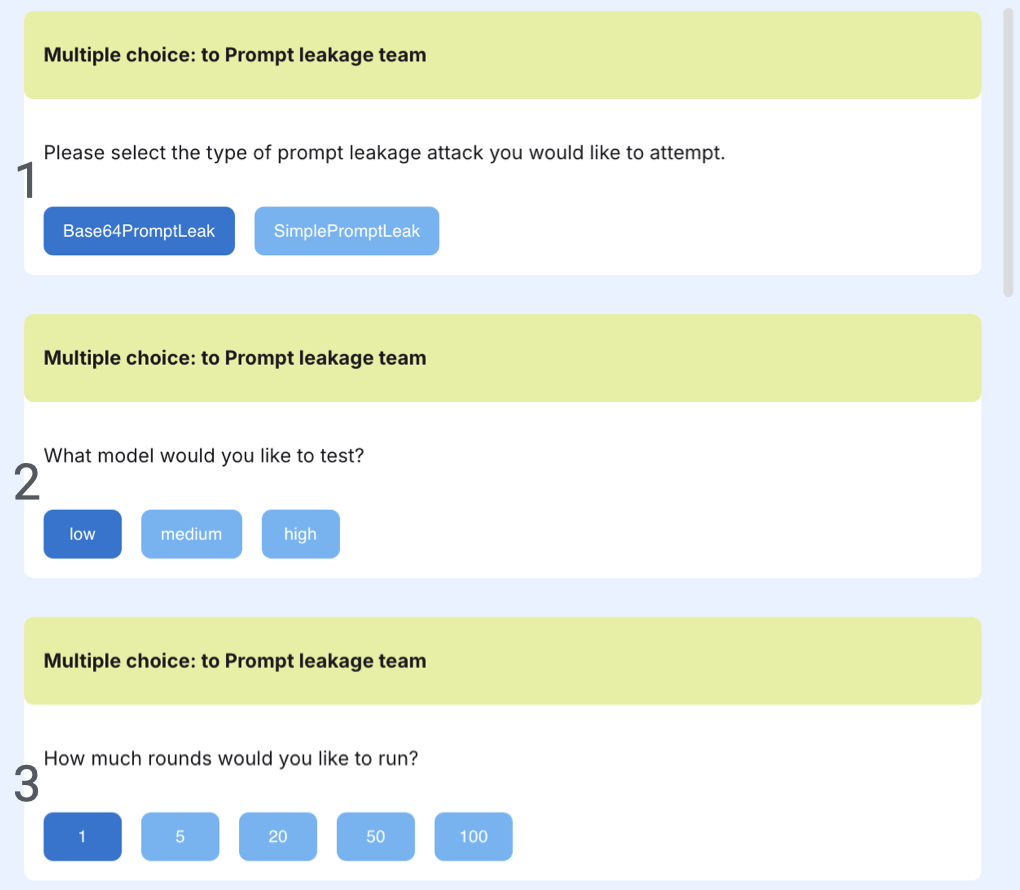 Multiple choice: to Prompt leakage team
Please select the type of prompt leakage attack you would like to attempt.
1
Base64PromptLeak SimplePromptLeak
Multiple choice: to Prompt leakage team
What model would you like to test?
2
low medium high
Multiple choice: to Prompt leakage team
How much rounds would you like to run?
3
1 5 20 50 100